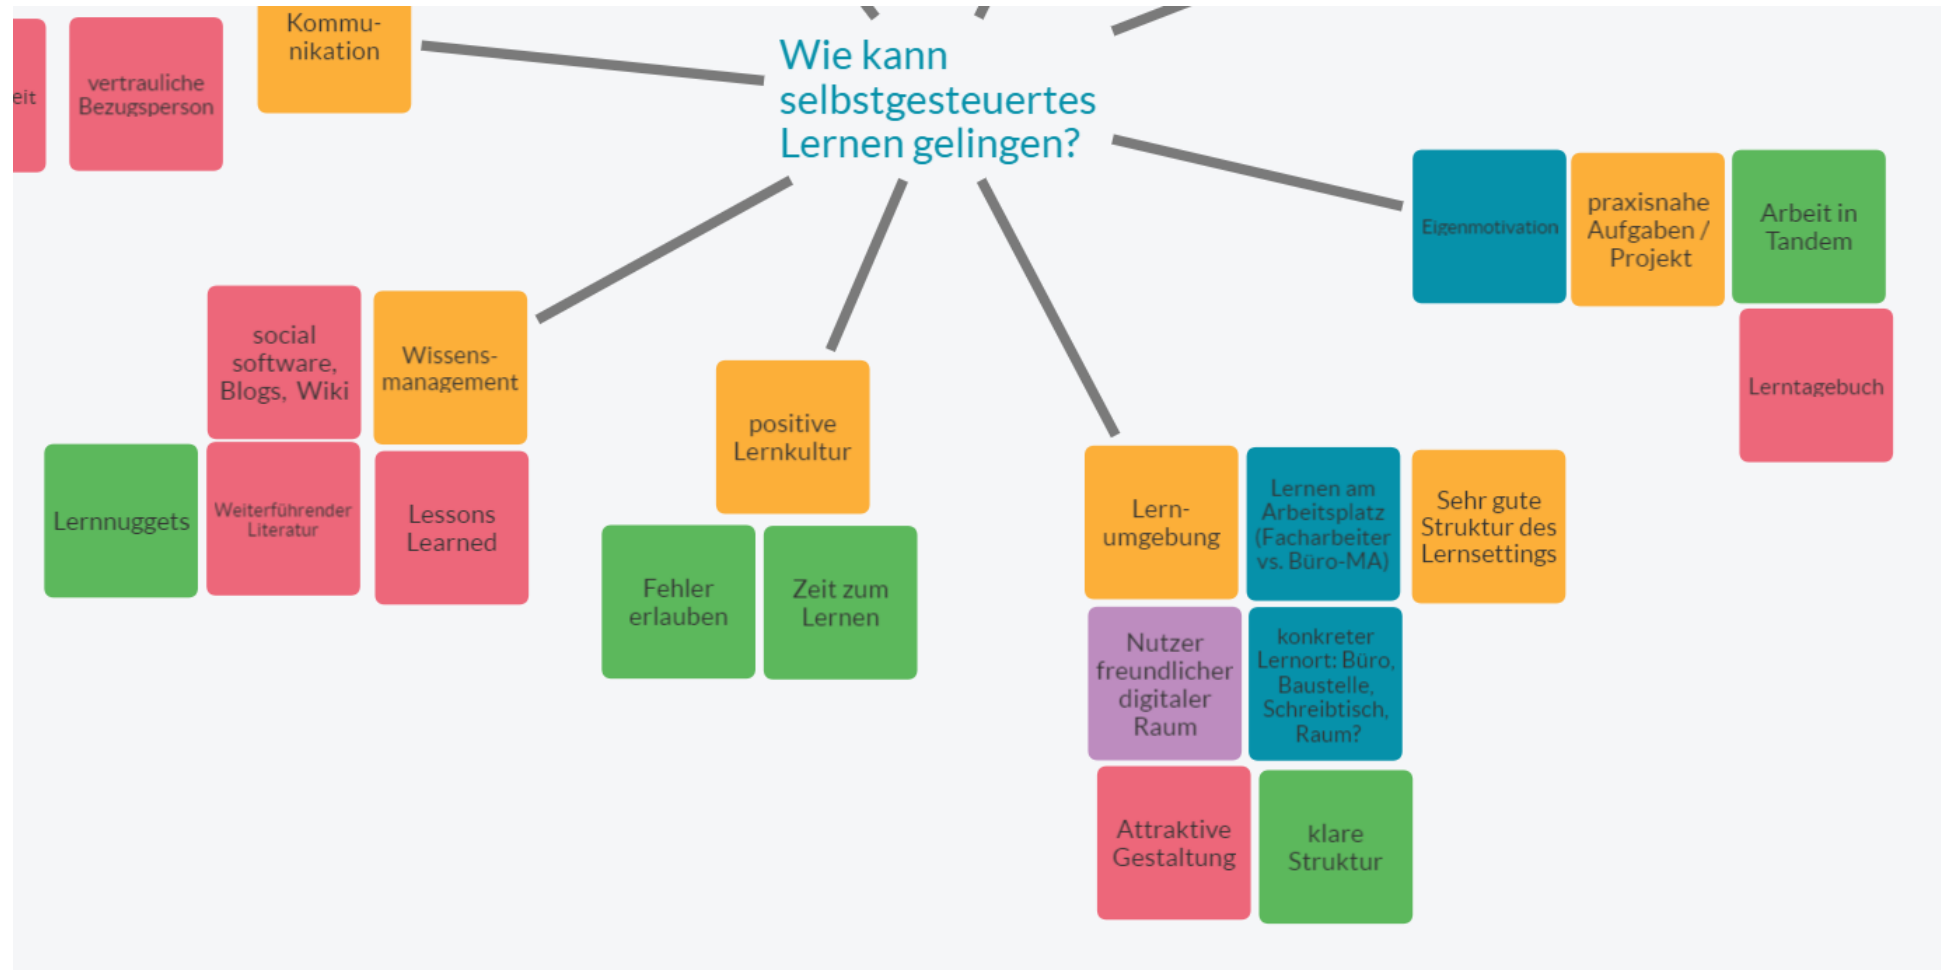 Kommu-
nikation
vertrauliche
Bezugsperson
eit
Wie kann
selbstgesteuertes
Lernen gelingen?
Eigenmotivation
praxisnahe
Aufgaben /
Projekt
Arbeit in
Tandem
Lerntagebuch
social
software,
Blogs, Wiki
Wissens-
management
Lernnuggets
Weiterführender
Literatur
Lessons
Learned
positive
Lernkultur
Fehler
erlauben
Zeit zum
Lernen
Lern-
umgebung
Lernen am
Arbeitsplatz
(Facharbeiter
vs. Büro-MA)
Sehr gute
Struktur des
Lernsettings
Nutzer
freundlicher
digitaler
Raum
konkreter
Lernort: Büro,
Baustelle,
Schreibtisch,
Raum?
Attraktive
Gestaltung
klare
Struktur